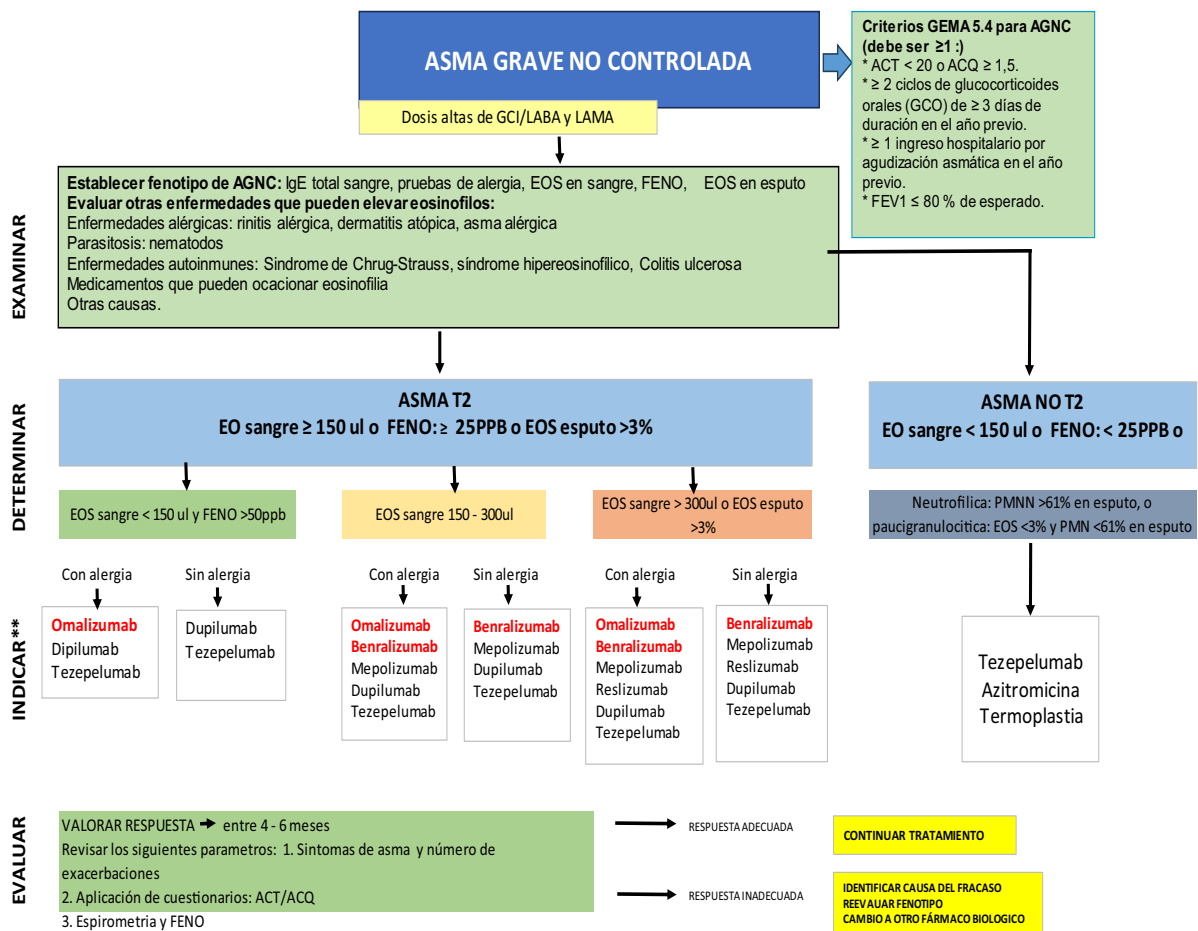 ASMA GRAVE NO CONTROLADA
Dosis altas de GCI/LABA y LAMA
Criterios GEMA 5.4 para AGNC
(debe ser ≥1 :)
* ACT < 20 o ACQ ≥ 1,5.
* ≥ 2 ciclos de glucocorticoides
orales (GCO) de ≥ 3 días de
duración en el año previo.
* ≥ 1 ingreso hospitalario por
agudización asmática en el año
previo.
* FEV1 ≤ 80 % de esperado.
EXAMINAR
Establecer fenotipo de AGNC: IgE total sangre, pruebas de alergia, EOS en sangre, FENO, EOS en esputo
Evaluar otras enfermedades que pueden elevar eosinofilos:
Enfermedades alérgicas: rinitis alérgica, dermatitis atópica, asma alérgica
Parasitosis: nematodos
Enfermedades autoinmunes: Sindrome de Chrug-Strauss, síndrome hipereosinofílico, Colitis ulcerosa
Medicamentos que pueden ocacionar eosinofilia
Otras causas.
DETERMINAR
ASMA T2
EO sangre ≥ 150 ul o FENO: ≥ 25PPB o EOS esputo >3%
ASMA NO T2
EO sangre < 150 ul o FENO: < 25PPB o
EOS sangre < 150 ul y FENO >50ppb
EOS sangre 150 - 300ul
EOS sangre > 300ul o EOS esputo
>3%
Neutrofilica: PMNN >61% en esputo, o
paucigranulocitica: EOS <3% y PMN <61% en esputo
INDICAR**
Con alergia
Omalizumab
Dipilumab
Tezepelumab
Sin alergia
Dupilumab
Tezepelumab
Con alergia
Omalizumab
Benralizumab
Mepolizumab
Dupilumab
Tezepelumab
Sin alergia
Benralizumab
Mepolizumab
Dupilumab
Tezepelumab
Con alergia
Omalizumab
Benralizumab
Mepolizumab
Reslizumab
Dupilumab
Tezepelumab
Sin alergia
Benralizumab
Mepolizumab
Reslizumab
Dupilumab
Tezepelumab
Tezepelumab
Azitromicina
Termoplastia
EVALUAR
VALORAR RESPUESTA entre 4 - 6 meses
Revisar los siguientes parametros: 1. Sintomas de asma y número de
exacerbaciones
2. Aplicación de cuestionarios: ACT/ACQ
3. Espirometria y FENO
RESPUESTA ADECUADA
CONTINUAR TRATAMIENTO
RESPUESTA INADECUADA
IDENTIFICAR CAUSA DEL FRACASO
REEVAUAR FENOTIPO
CAMBIO A OTRO FÁRMACO BIOLOGICO